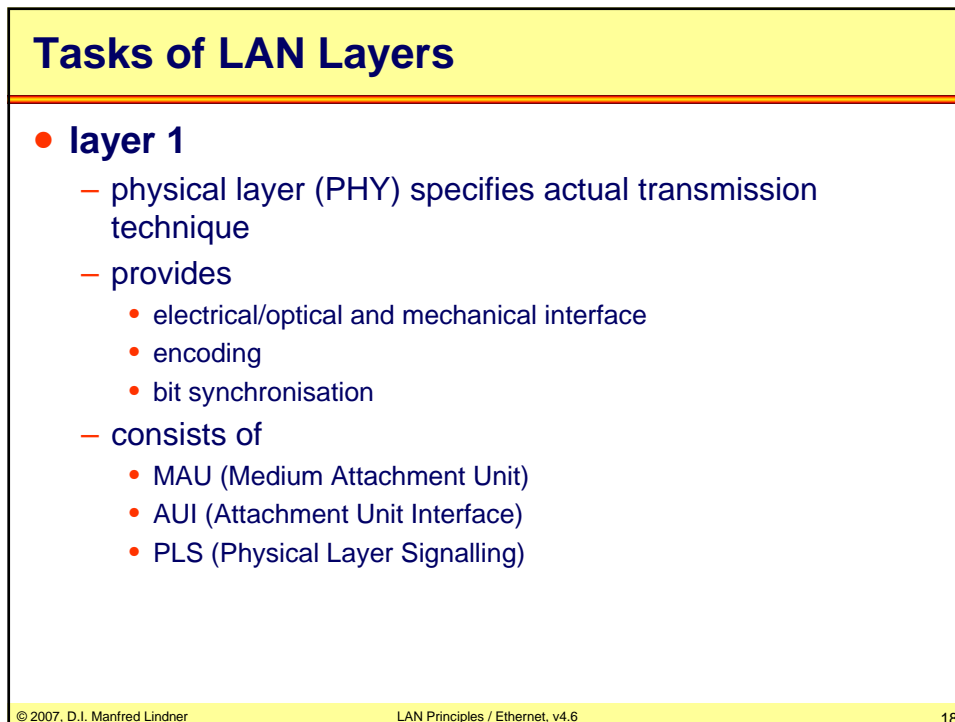 Tasks of LAN Layers
• layer 1
– physical layer (PHY) specifies actual transmission
technique
– provides
• electrical/optical and mechanical interface
• encoding
• bit synchronisation
– consists of
• MAU (Medium Attachment Unit)
• AUI (Attachment Unit Interface)
• PLS (Physical Layer Signalling)
© 2007, D.I. Manfred Lindner LAN Principles / Ethernet, v4.6 18